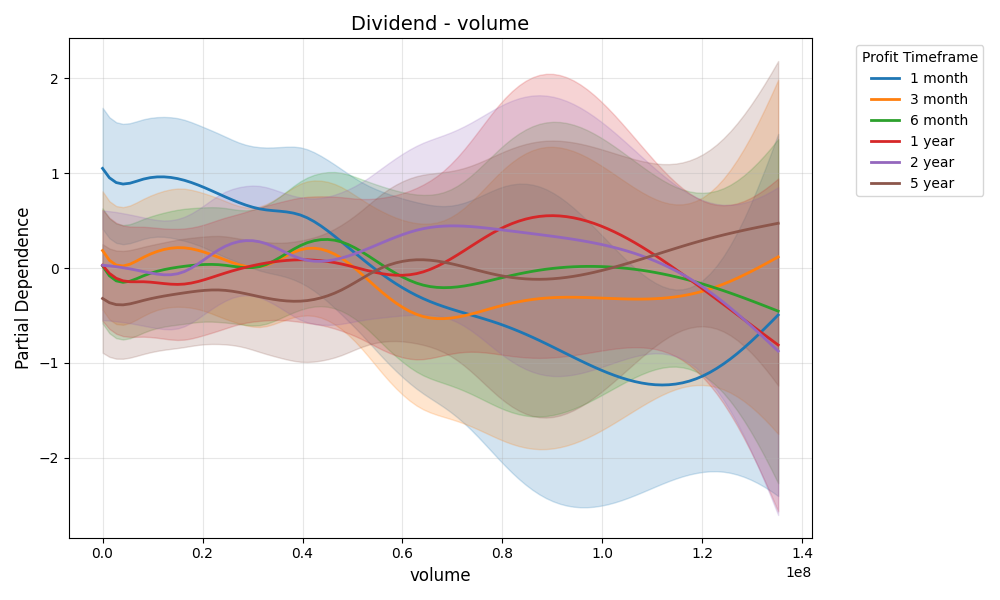 Dividend - volume
Profit Timeframe
1 month
3 month
6 month
1 year
2 year
5 year
Partial Dependence
2
1
0
−1
−2
0.0 0.2 0.4 0.6 0.8 1.0 1.2 1.4
1e8
volume